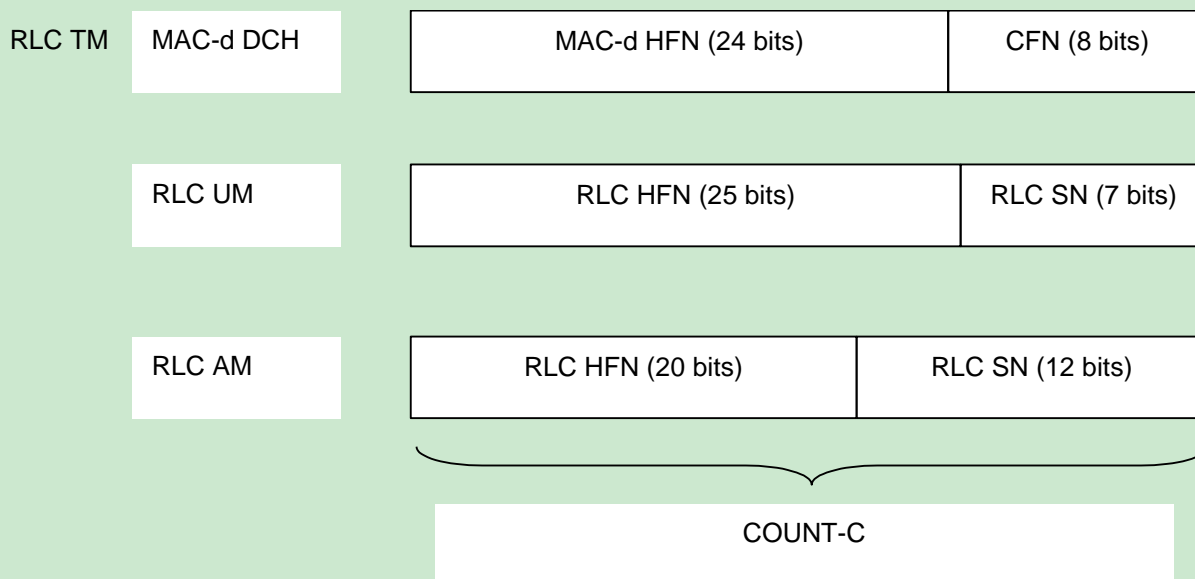 RLC TM MAC-d DCH MAC-d HFN (24 bits) CFN (8 bits)
RLC UM RLC HFN (25 bits) RLC SN (7 bits)
RLC AM RLC HFN (20 bits) RLC SN (12 bits)
COUNT-C